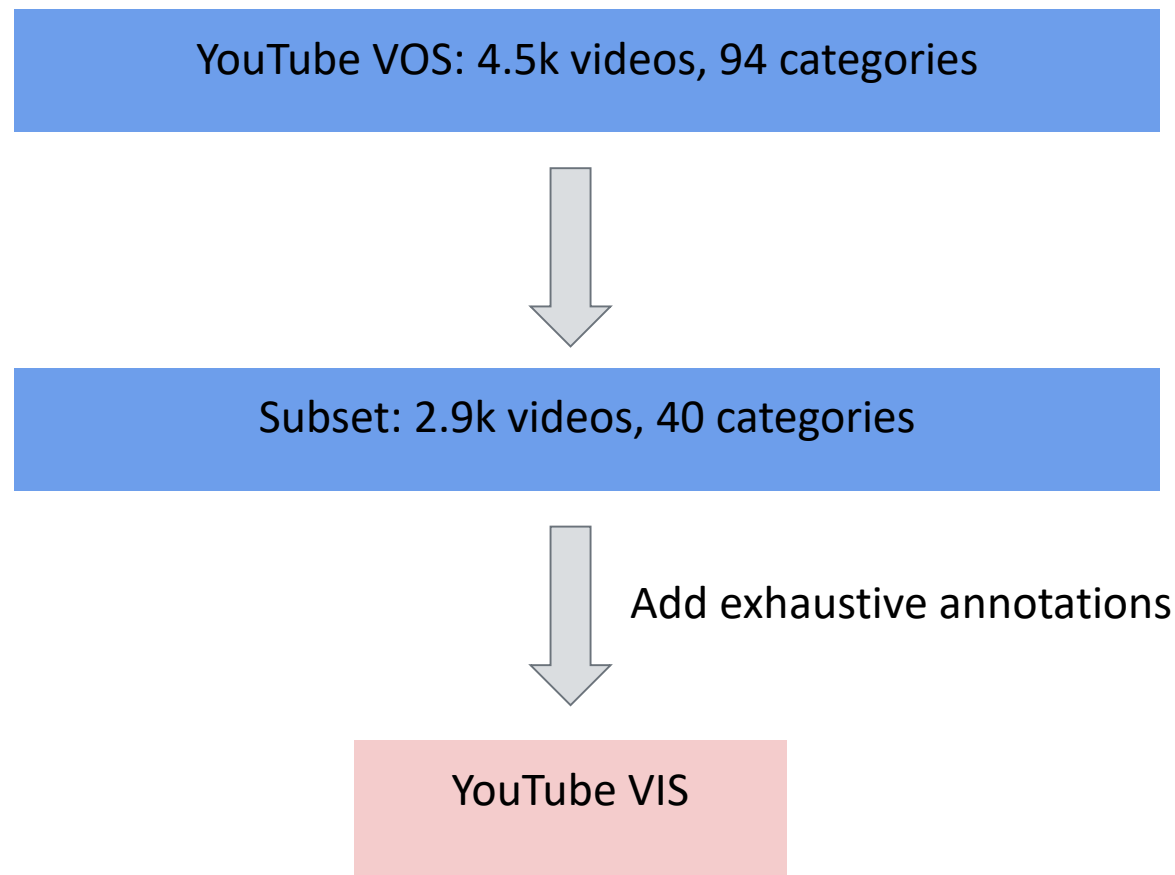 YouTube VOS: 4.5k videos, 94 categories
Subset: 2.9k videos, 40 categories
Add exhaustive annotations
YouTube VIS